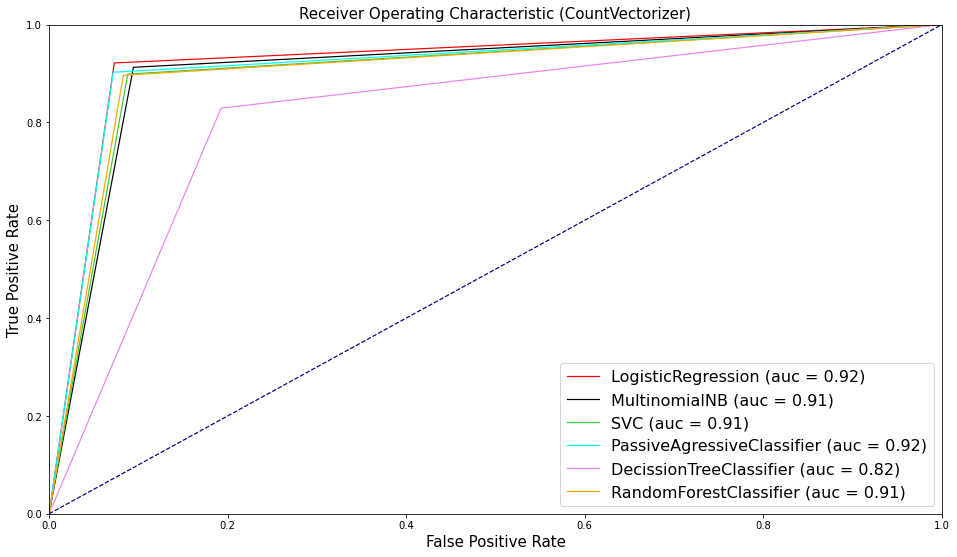 Receiver Operating Characteristic (CountVectorizer)
1.0
0.8
0.6
0.4
0.2
0.0
True Positive Rate
LogisticRegression (auc = 0.92)
MultinomialNB (auc = 0.91)
SVC (auc = 0.91)
PassiveAgressiveClassifier (auc = 0.92)
DecissionTreeClassifier (auc = 0.82)
RandomForestClassifier (auc = 0.91)
0.0 0.2 0.4 0.6 0.8 1.0
False Positive Rate